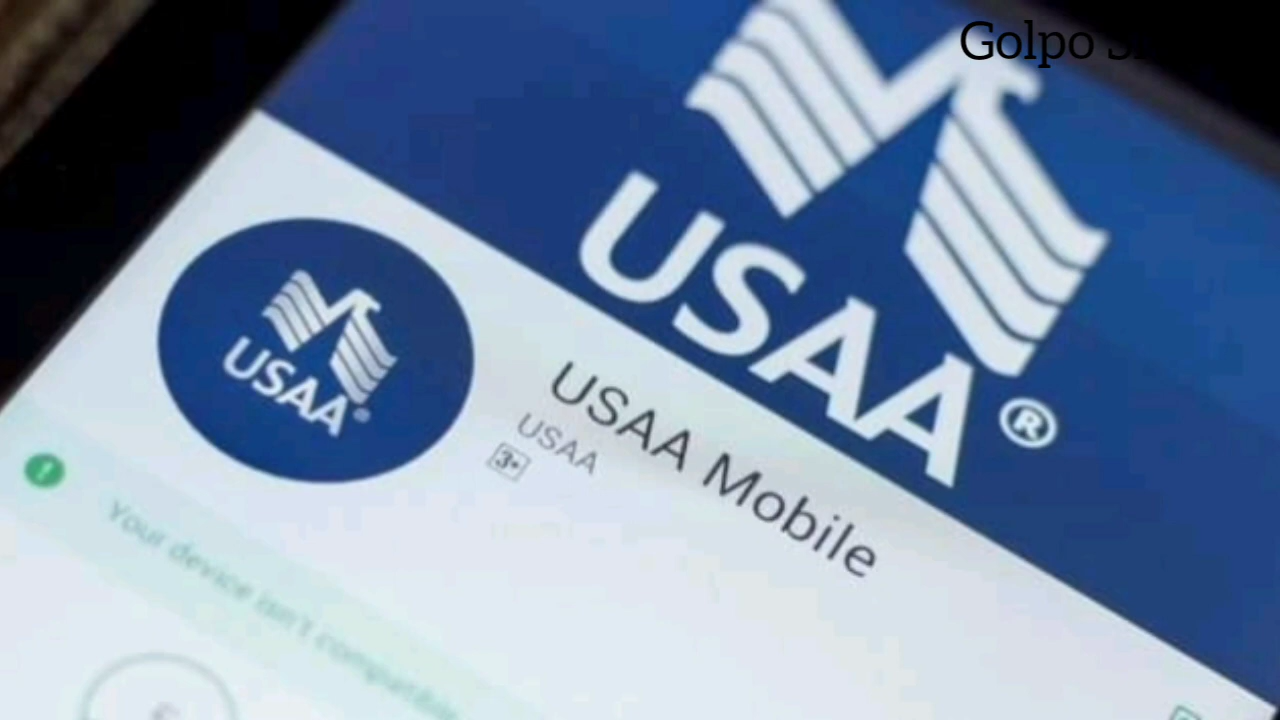 Golpo
USAA®
USAA®
USAA Mobile
USAA
3+
Your device isn't compatible